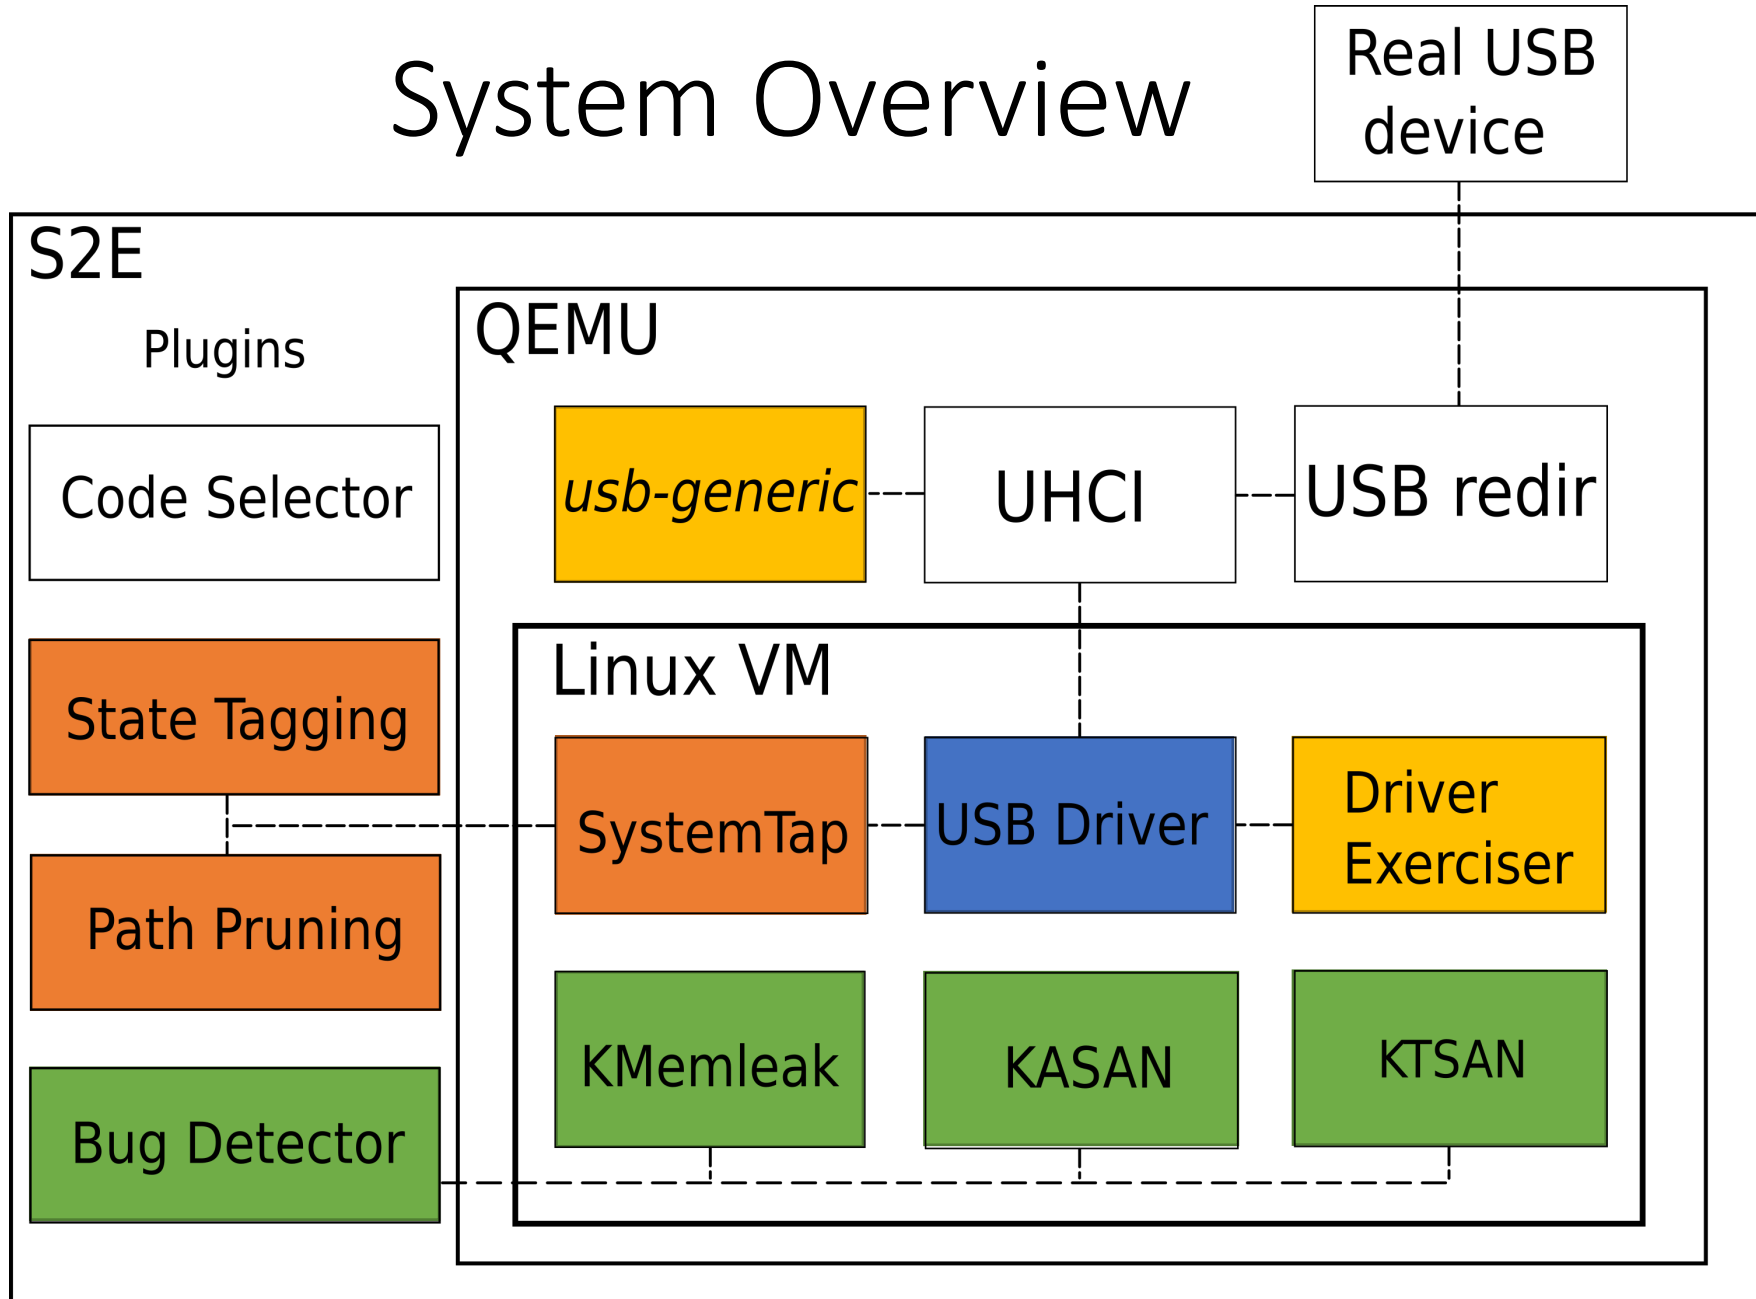 System Overview
Real USB
device
S2E
Plugins
QEMU
Code Selector
usb-generic
UHCI
USB redir
State Tagging
Linux VM
SystemTap
USB Driver
Driver
Exerciser
Path Pruning
KMemleak
KASAN
KTSAN
Bug Detector